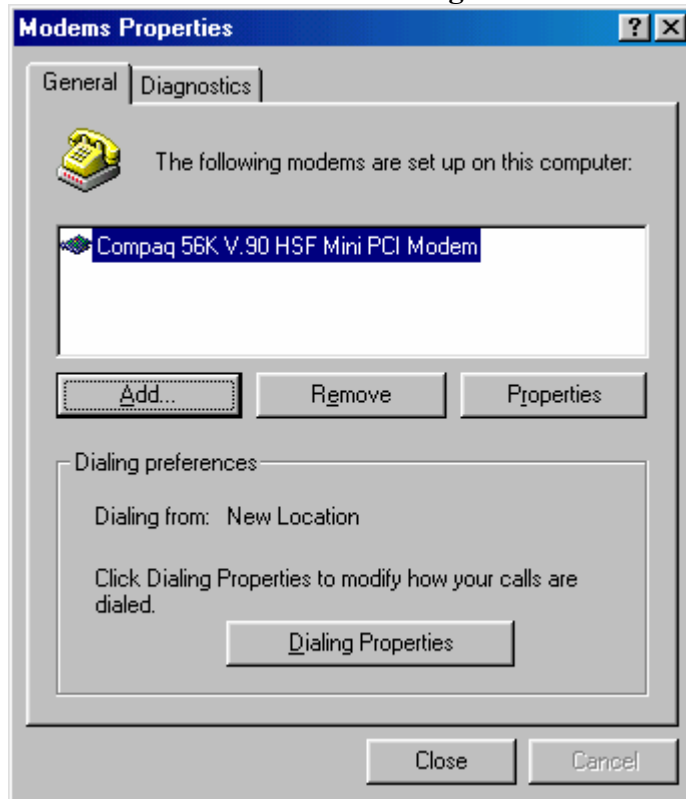 Modems Properties
General
Diagnostics
The following modems are set up on this computer:
Compaq 56K V.90 HSF Mini PCI Modem
Add...
Remove
Properties
Dialing preferences
Dialing from: New Location
Click Dialing Properties to modify how your calls are
dialed.
Dialing Properties
Close
Cancel